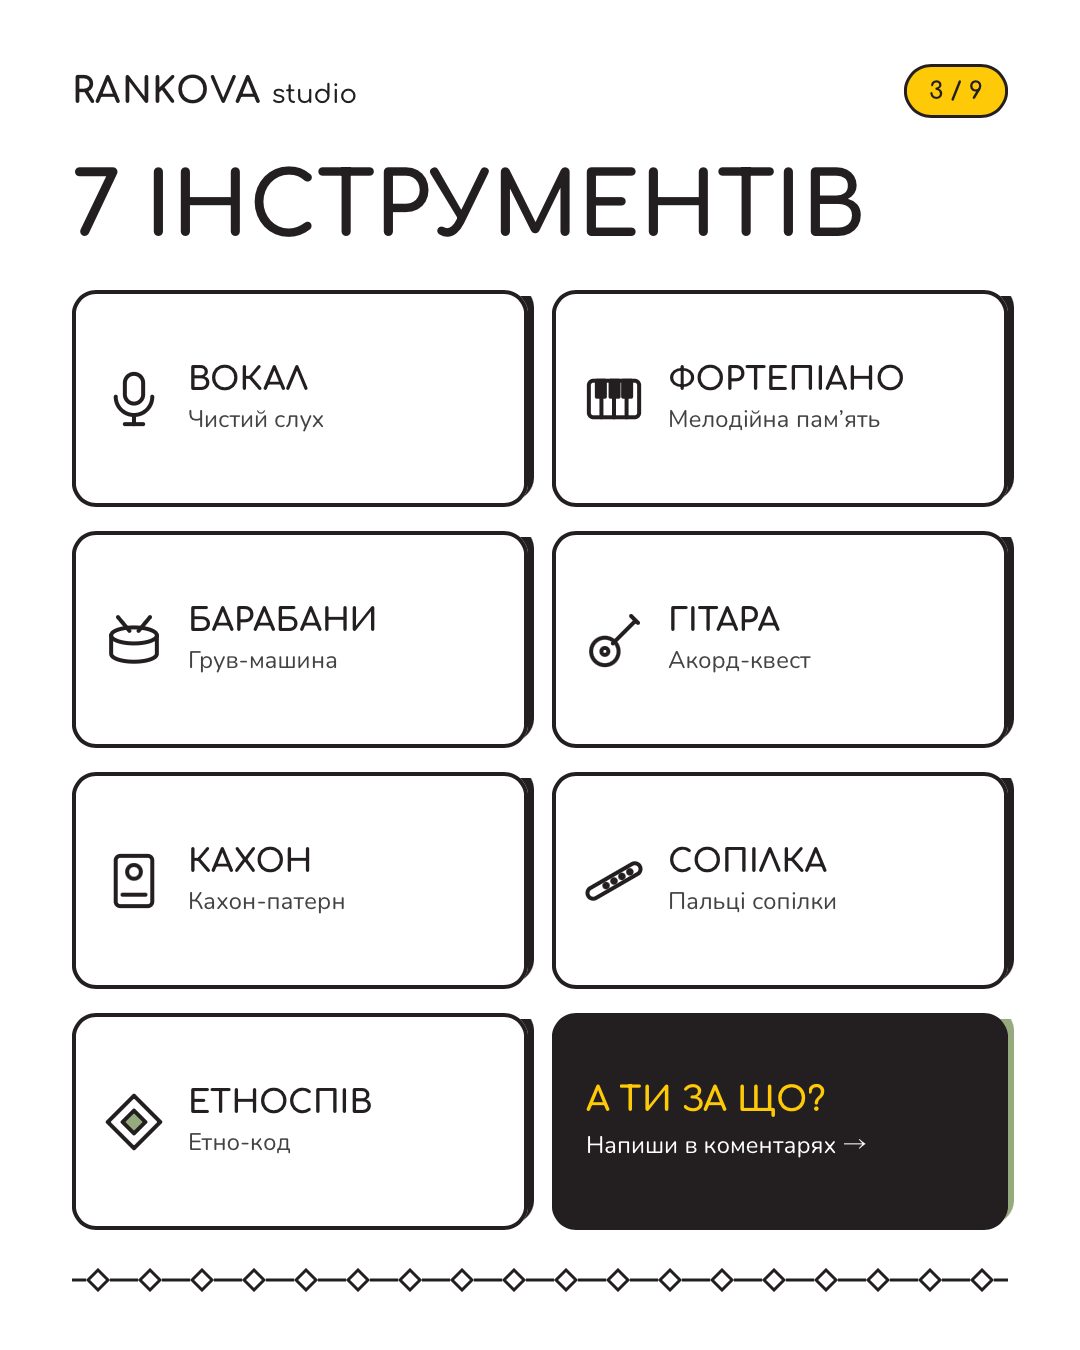 RANKOVA studio
3 / 9
7 ІНСТРУМЕНТІВ
ВОКАЛ
Чистий слух
ФОРТЕПІАНО
Мелодійна пам’ять
БАРАБАНИ
Грув-машина
ГІТАРА
Акорд-квест
КАХОН
Кахон-патерн
СОПІЛКА
Пальці сопілки
ЕТНОСПІВ
Етно-код
А ТИ ЗА ЩО?
Напиши в коментарях →